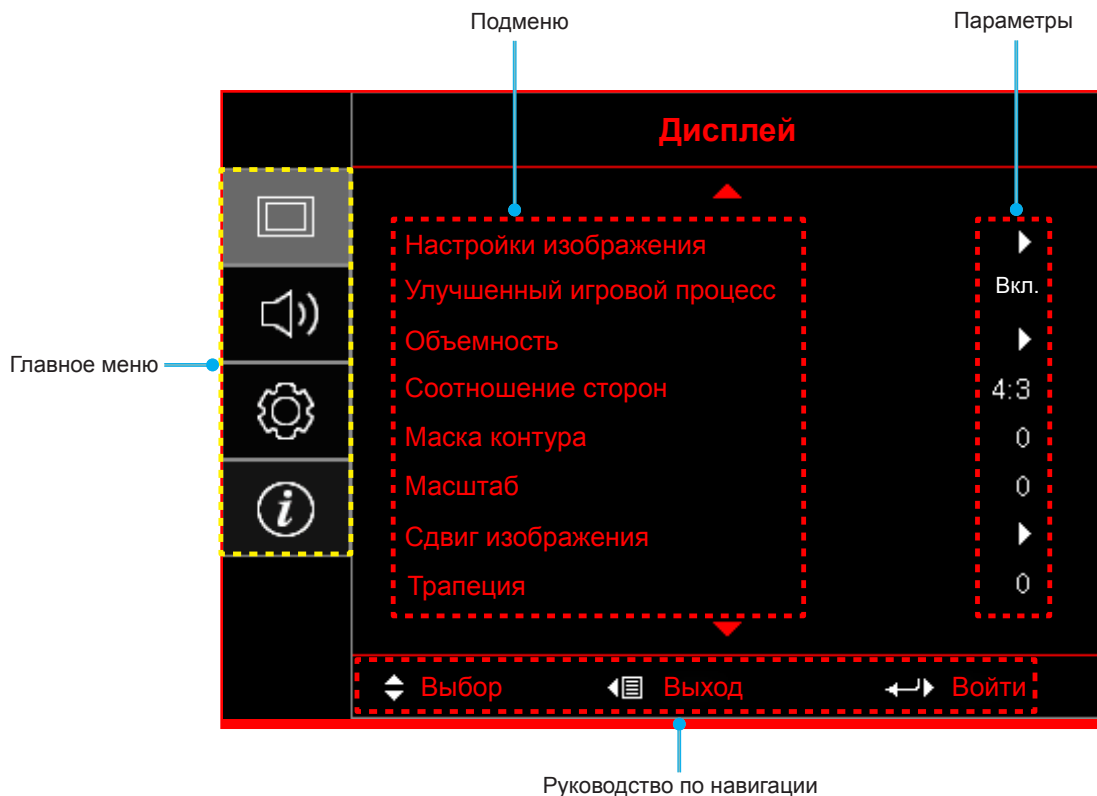 Подменю
Параметры
Дисплей
Настройки изображения
Улучшенный игровой процесс Вкл.
Объемность
Соотношение сторон 4:3
Маска контура 0
Масштаб 0
Сдвиг изображения
Трапеция 0
Главное меню
i
Выбор Выход Войти
Руководство по навигации